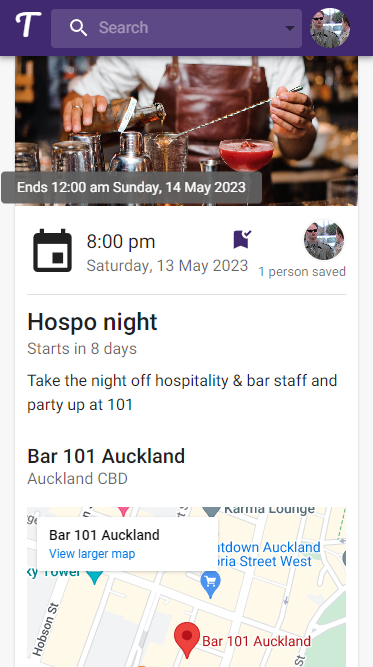 T
Search
Ends 12:00 am Sunday, 14 May 2023
8:00 pm
Saturday, 13 May 2023
1 person saved
Hospo night
Starts in 8 days
Take the night off hospitality & bar staff and
party up at 101
Bar 101 Auckland
Auckland CBD
Karma Lounge
Bar 101 Auckland
View larger map
ntdown Auckland
oria Street West
ky Tower
Hobson St
Bar 101 Auckland